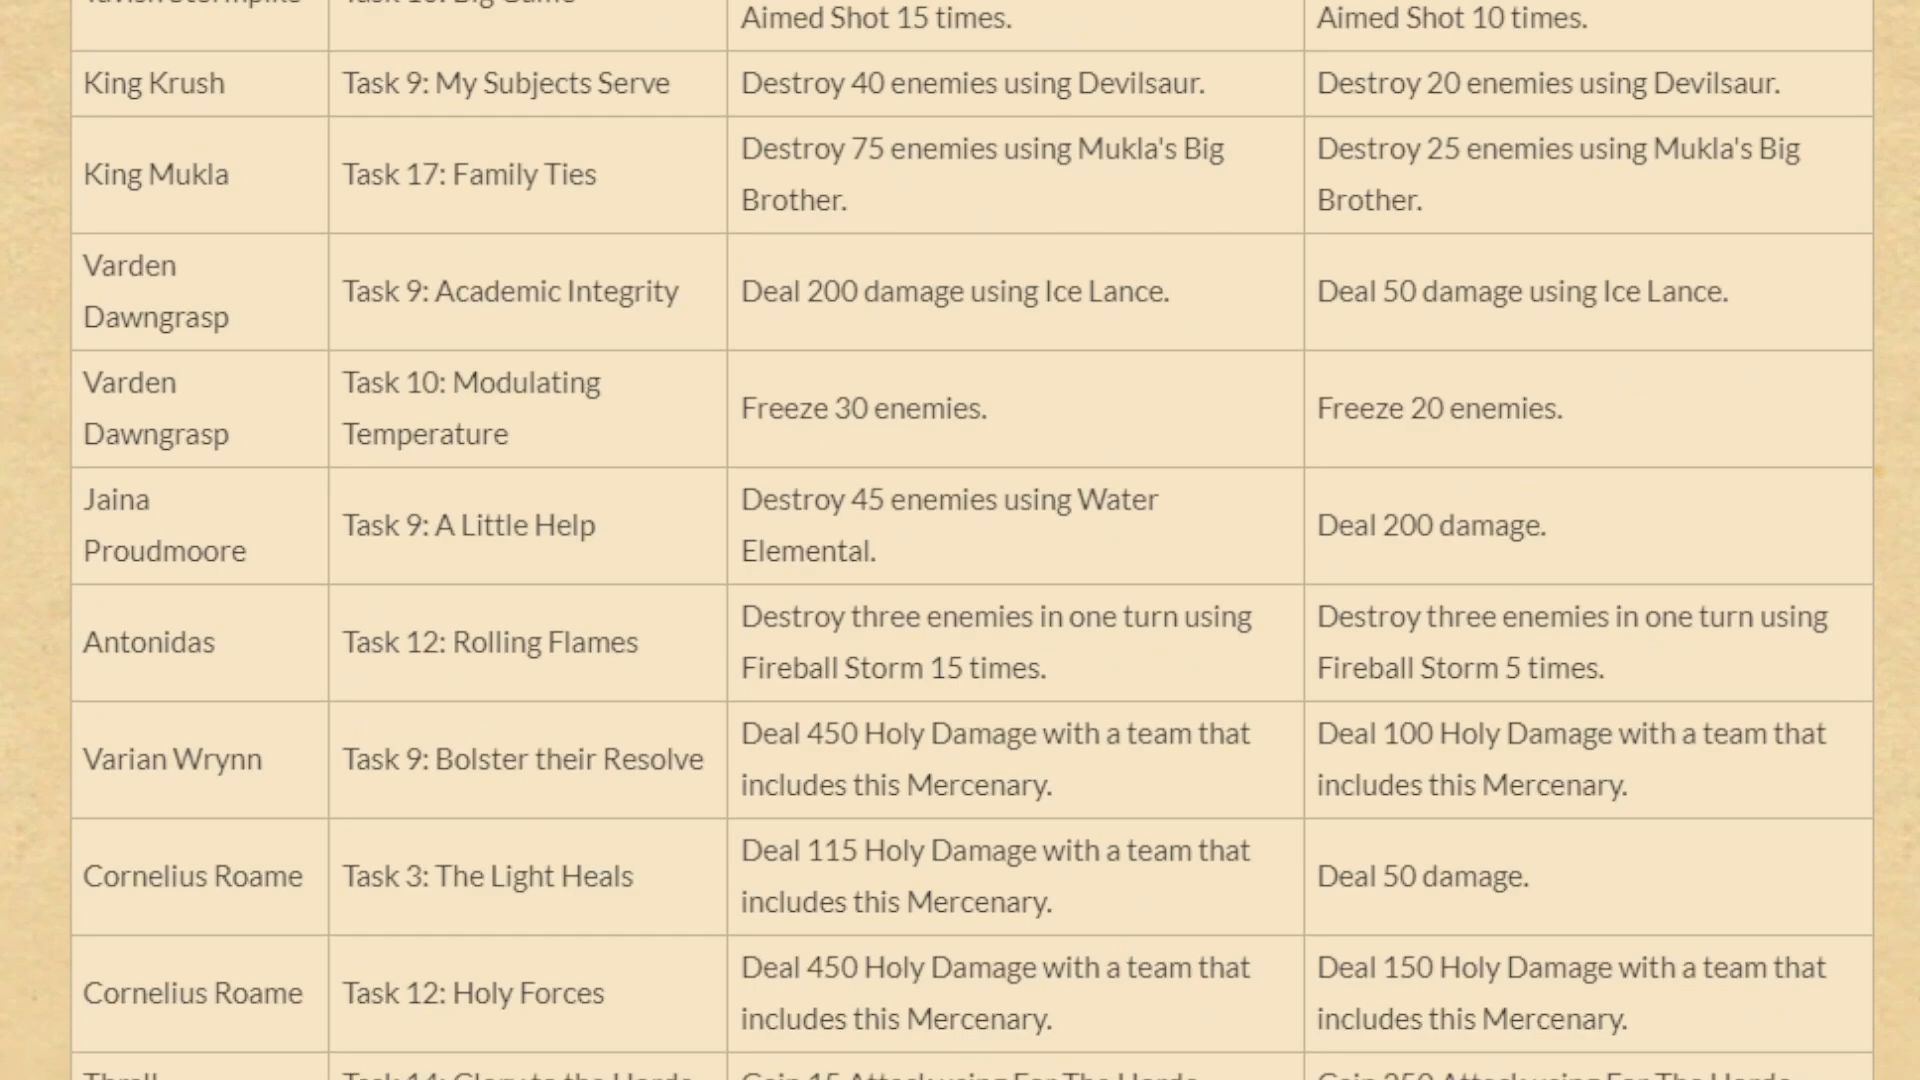 Aimed Shot 15 times.
Aimed Shot 10 times.
King Krush
Task 9: My Subjects Serve
Destroy 40 enemies using Devilsaur.
Destroy 20 enemies using Devilsaur.
King Mukla
Task 17: Family Ties
Destroy 75 enemies using Mukla's Big
Brother.
Destroy 25 enemies using Mukla's Big
Brother.
Varden
Dawngrasp
Task 9: Academic Integrity
Deal 200 damage using Ice Lance.
Deal 50 damage using Ice Lance.
Varden
Dawngrasp
Task 10: Modulating
Temperature
Freeze 30 enemies.
Freeze 20 enemies.
Jaina
Proudmoore
Task 9: A Little Help
Destroy 45 enemies using Water
Elemental.
Deal 200 damage.
Antonidas
Task 12: Rolling Flames
Destroy three enemies in one turn using
Fireball Storm 15 times.
Destroy three enemies in one turn using
Fireball Storm 5 times.
Varian Wrynn
Task 9: Bolster their Resolve
Deal 450 Holy Damage with a team that
includes this Mercenary.
Deal 100 Holy Damage with a team that
includes this Mercenary.
Cornelius Roame
Task 3: The Light Heals
Deal 115 Holy Damage with a team that
includes this Mercenary.
Deal 50 damage.
Cornelius Roame
Task 12: Holy Forces
Deal 450 Holy Damage with a team that
includes this Mercenary.
Deal 150 Holy Damage with a team that
includes this Mercenary.